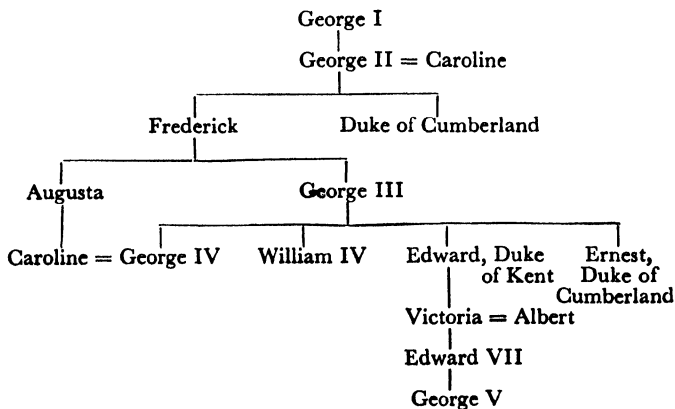 George I
George II = Caroline
Frederick Duke of Cumberland
Augusta George III
Caroline = George IV William IV Edward, Duke of Kent Ernest, Duke of Cumberland
Victoria = Albert
Edward VII
George V